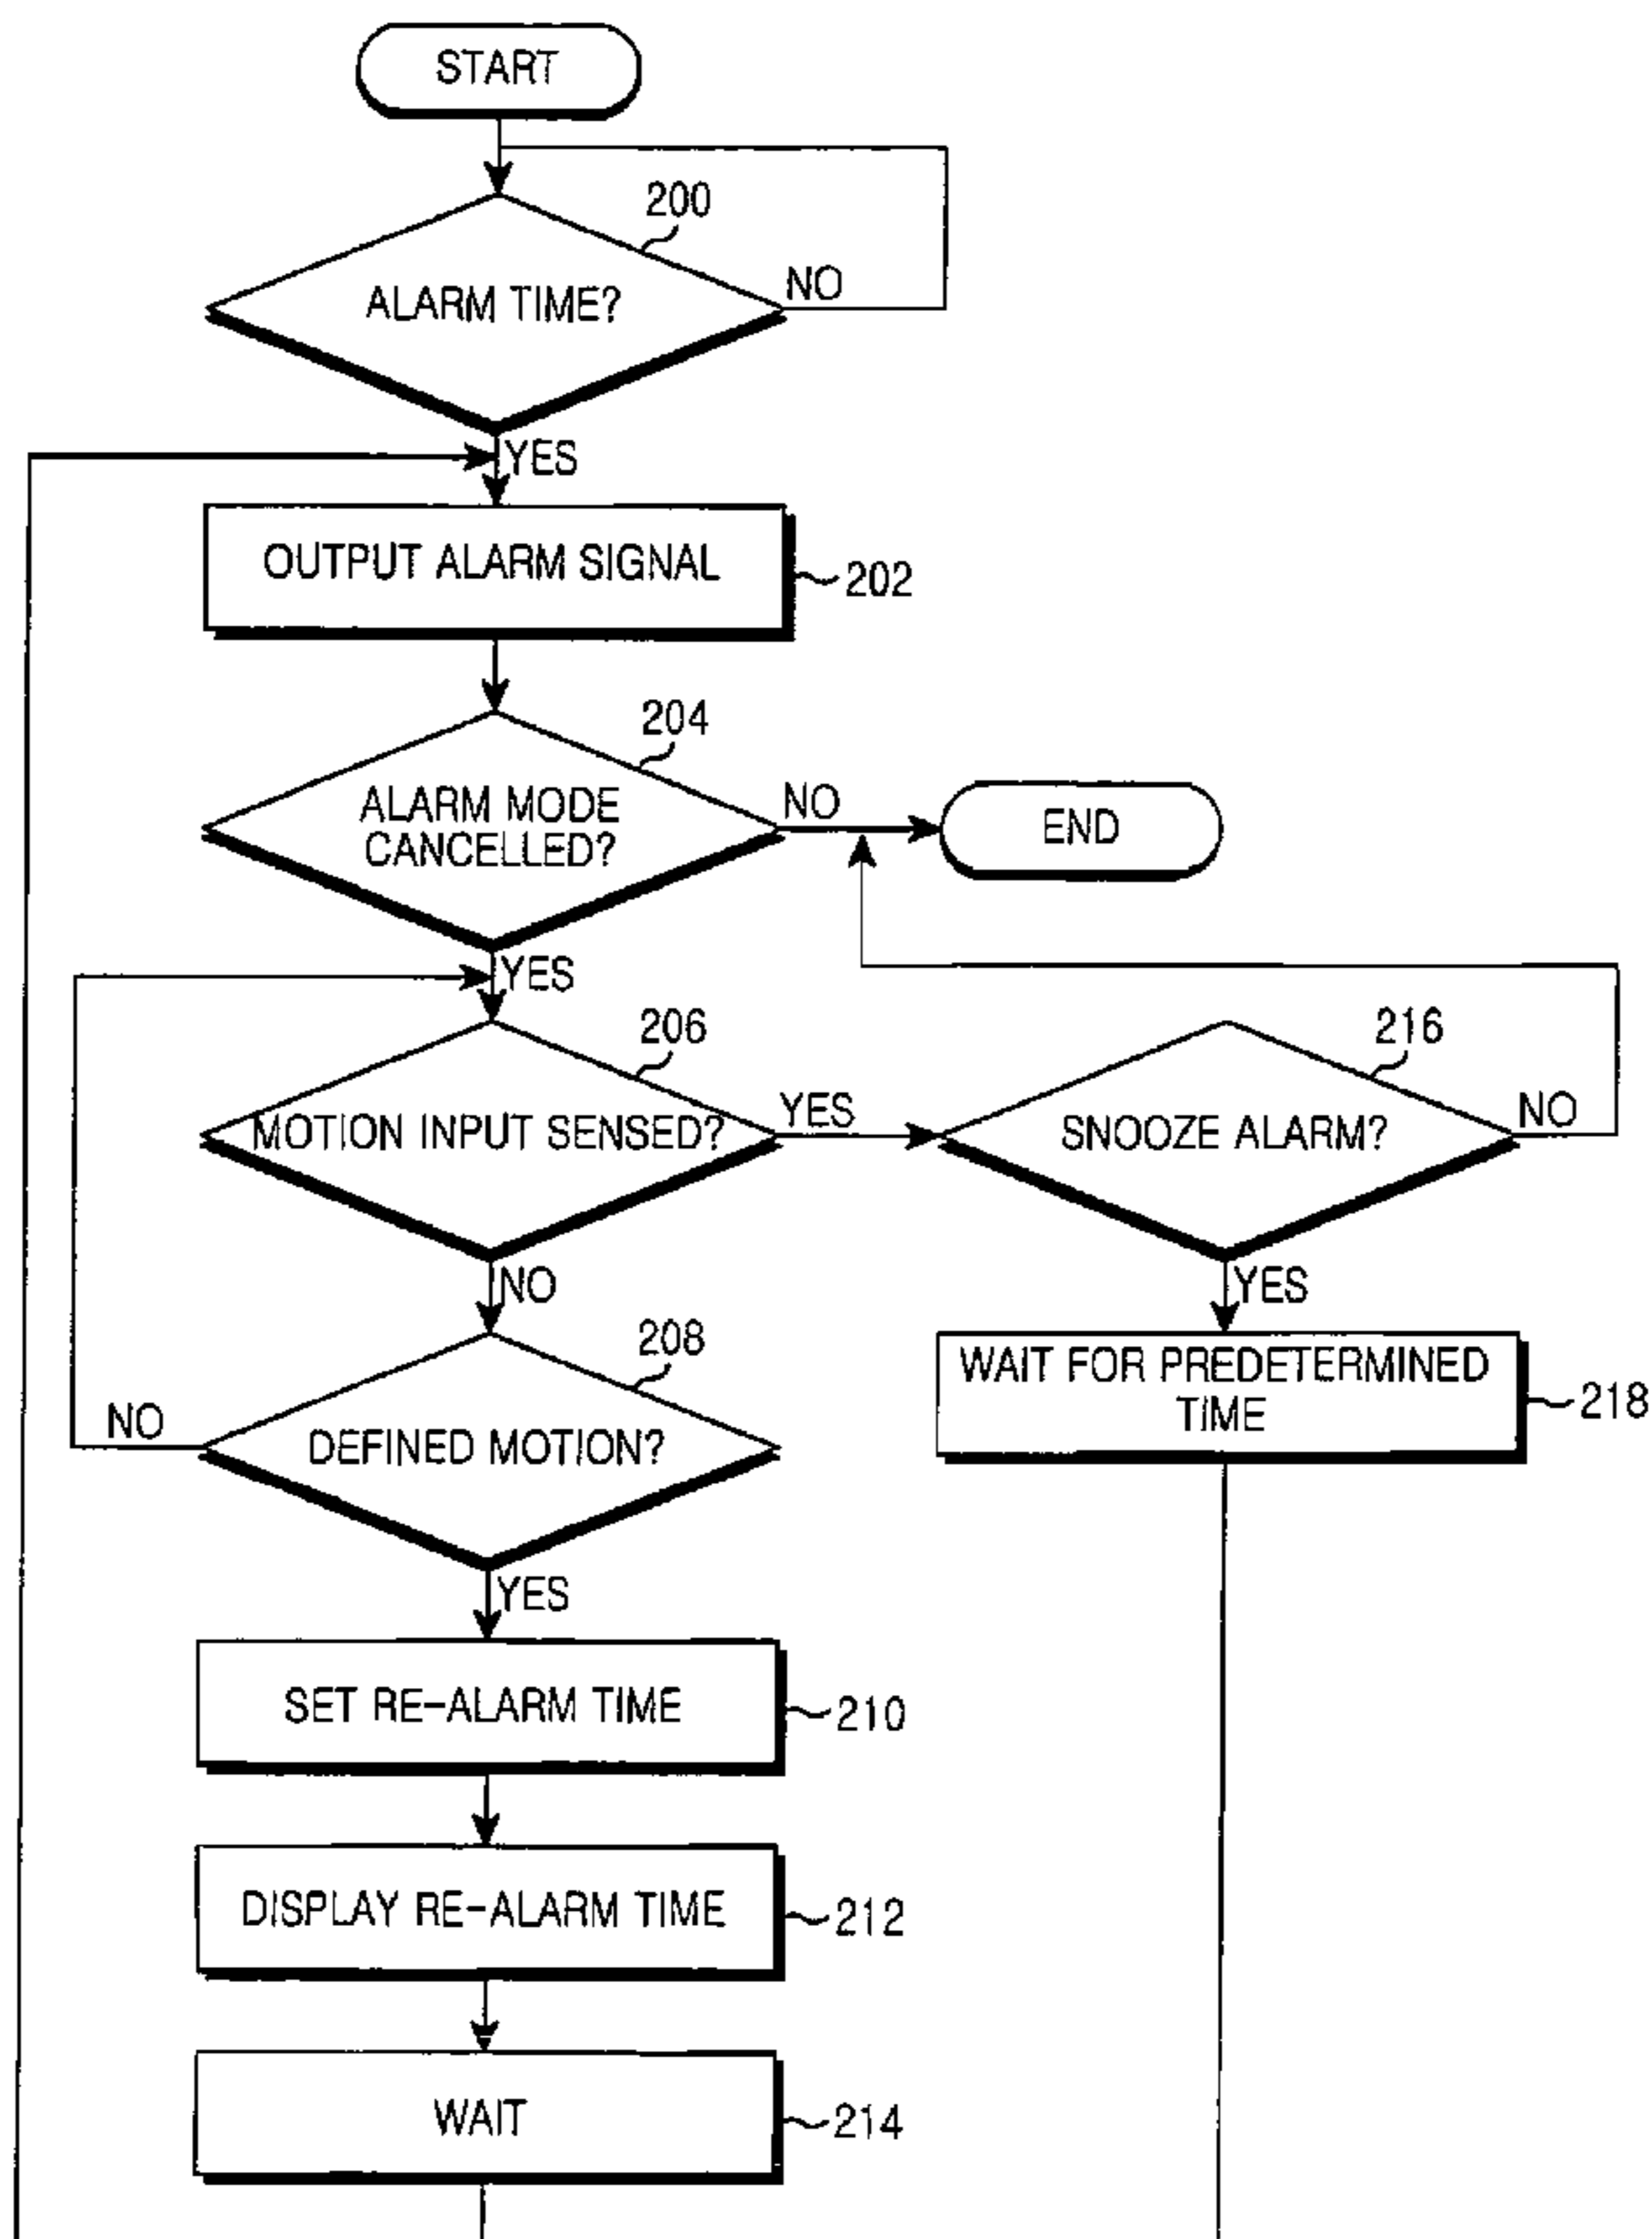 START
200
ALARM TIME?
NO
YES
OUTPUT ALARM SIGNAL
202
204
ALARM MODE
CANCELLED?
NO
END
YES
206
MOTION INPUT SENSED?
YES
216
SNOOZE ALARM?
NO
NO
YES
208
DEFINED MOTION?
NO
WAIT FOR PREDETERMINED
TIME
218
YES
SET RE-ALARM TIME
210
DISPLAY RE-ALARM TIME
212
WAIT
214